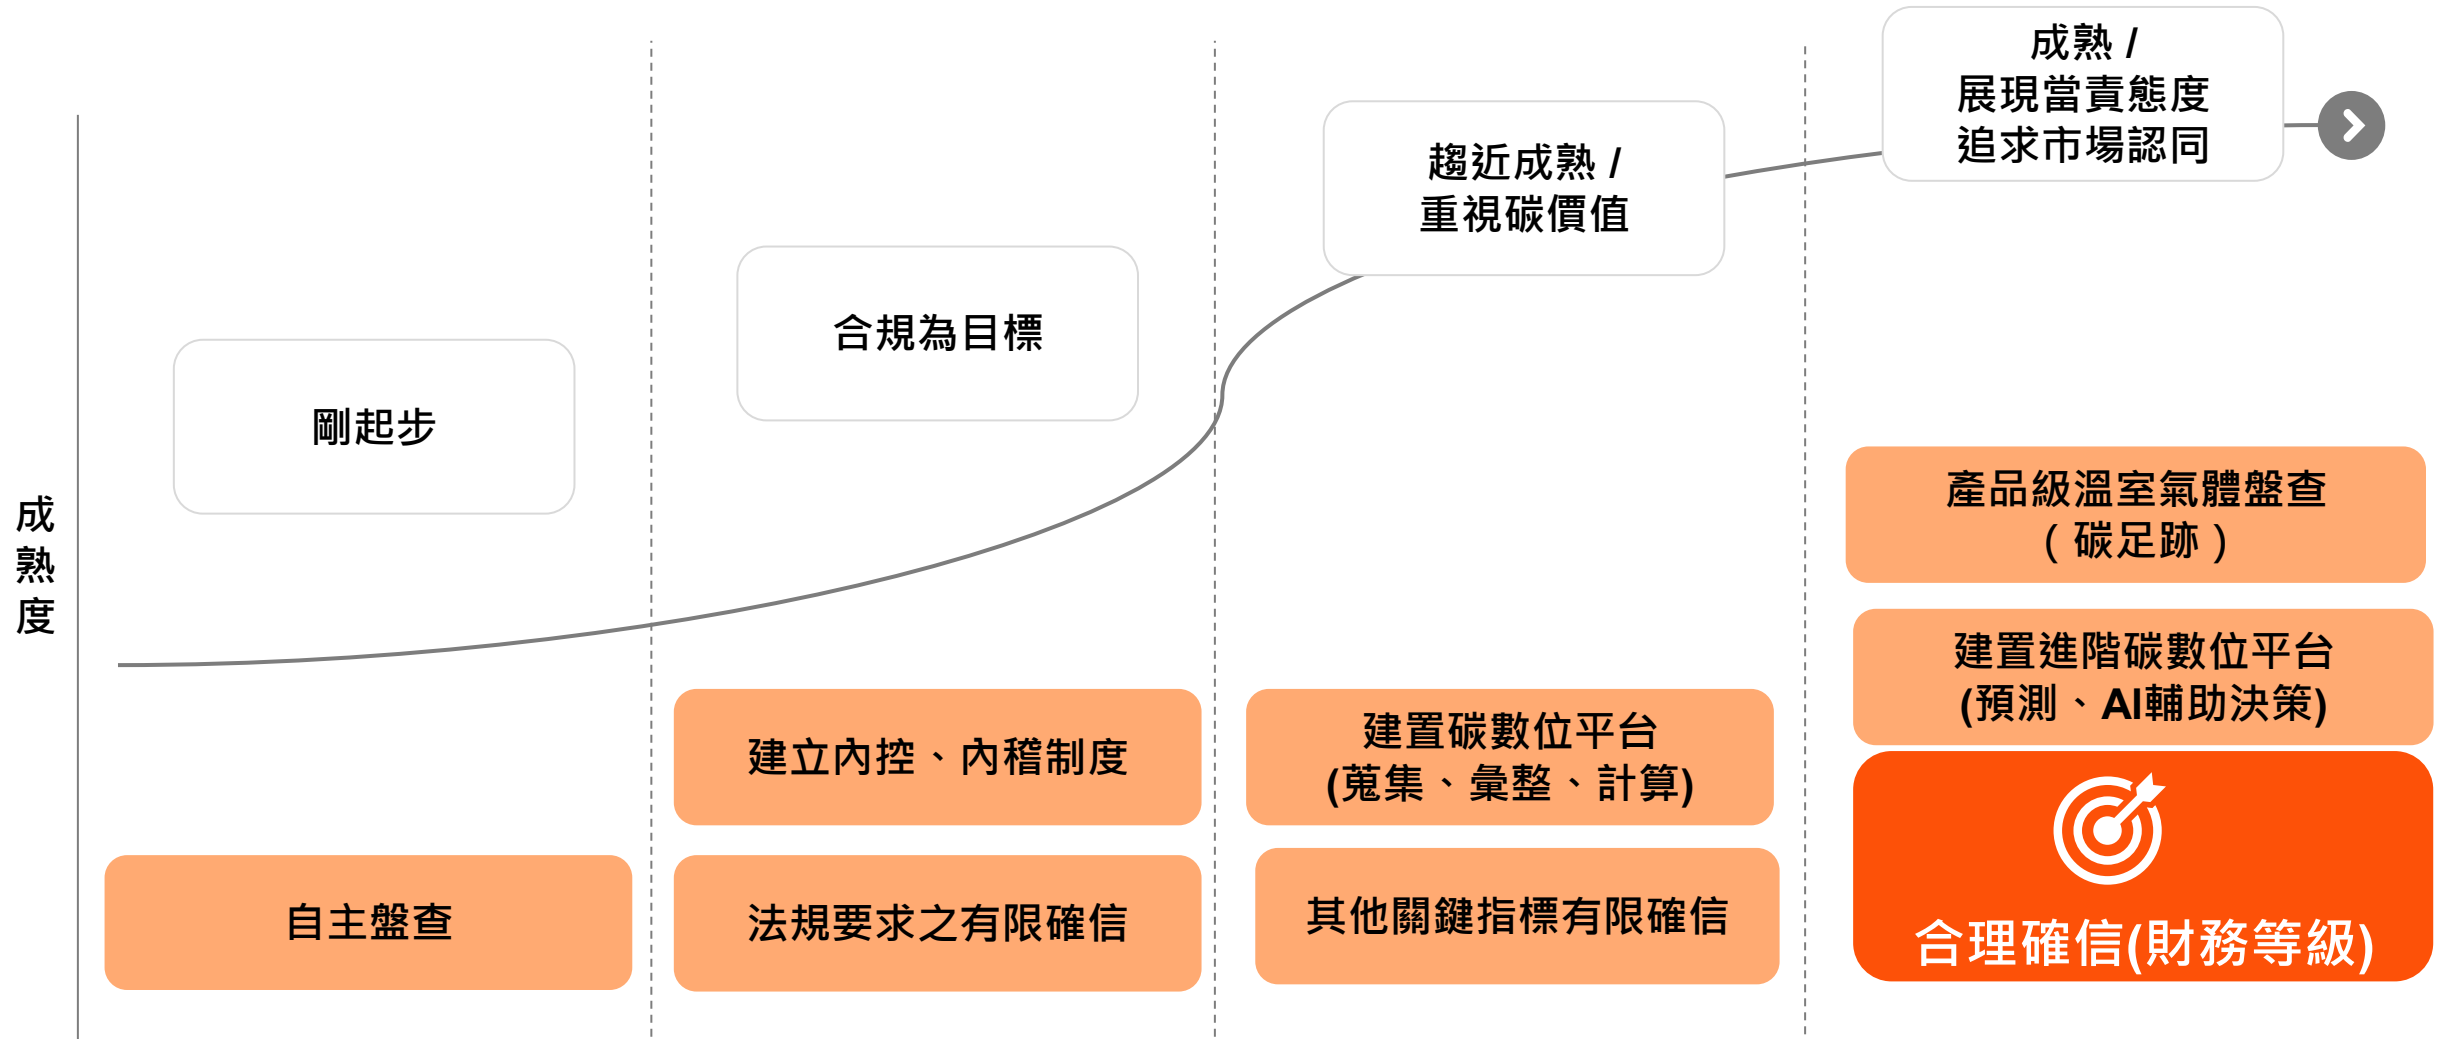 成熟度
剛起步
自主盤查
合規為目標
建立內控、內稽制度
法規要求之有限確信
趨近成熟 /
重視碳價值
建置碳數位平台
(蒐集、彙整、計算)
其他關鍵指標有限確信
成熟 /
展現當責態度
追求市場認同
產品級溫室氣體盤查
（碳足跡）
建置進階碳數位平台
(預測、AI輔助決策)
合理確信(財務等級)